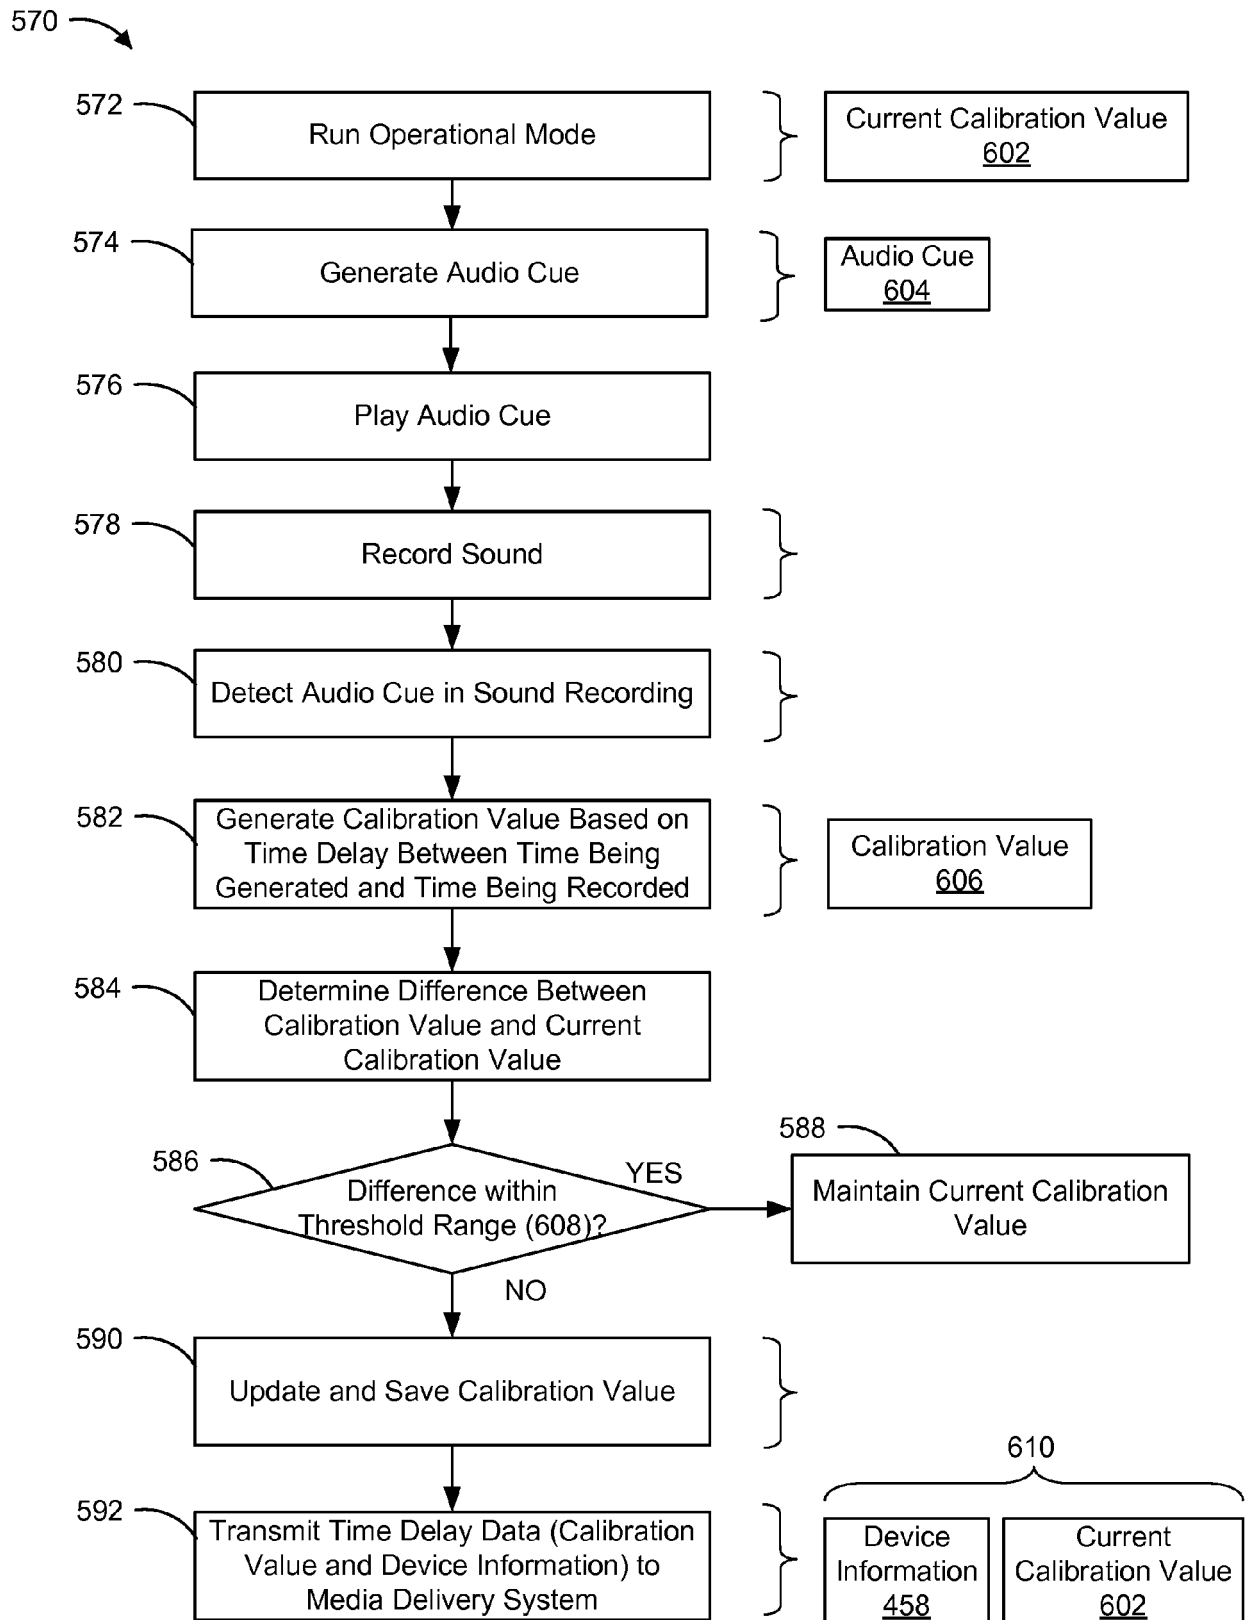 570
572
Run Operational Mode
Current Calibration Value
602
574
Generate Audio Cue
Audio Cue
604
576
Play Audio Cue
578
Record Sound
580
Detect Audio Cue in Sound Recording
582
Generate Calibration Value Based on
Time Delay Between Time Being
Generated and Time Being Recorded
Calibration Value
606
584
Determine Difference Between
Calibration Value and Current
Calibration Value
586
Difference within
Threshold Range (608)?
YES
588
Maintain Current Calibration
Value
NO
590
Update and Save Calibration Value
610
592
Transmit Time Delay Data (Calibration
Value and Device Information) to
Media Delivery System
Device
Information
458
Current
Calibration Value
602